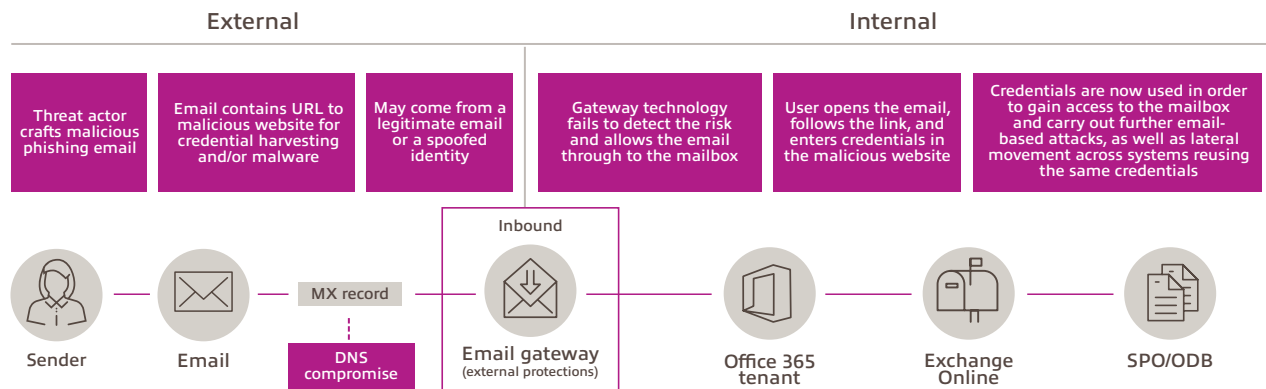 External
Internal
Threat actor
crafts malicious
phishing email
Email contains URL to
malicious website for
credential harvesting
and/or malware
May come from a
legitimate email
or a spoofed
identity
Gateway technology
fails to detect the risk
and allows the email
through to the mailbox
User opens the email,
follows the link, and
enters credentials in
the malicious website
Credentials are now used in order
to gain access to the mailbox
and carry out further email-
based attacks, as well as lateral
movement across systems reusing
the same credentials
Inbound
MX record
Sender
Email
DNS
compromise
Email gateway
(external protections)
Office 365
tenant
Exchange
Online
SPO/ODB